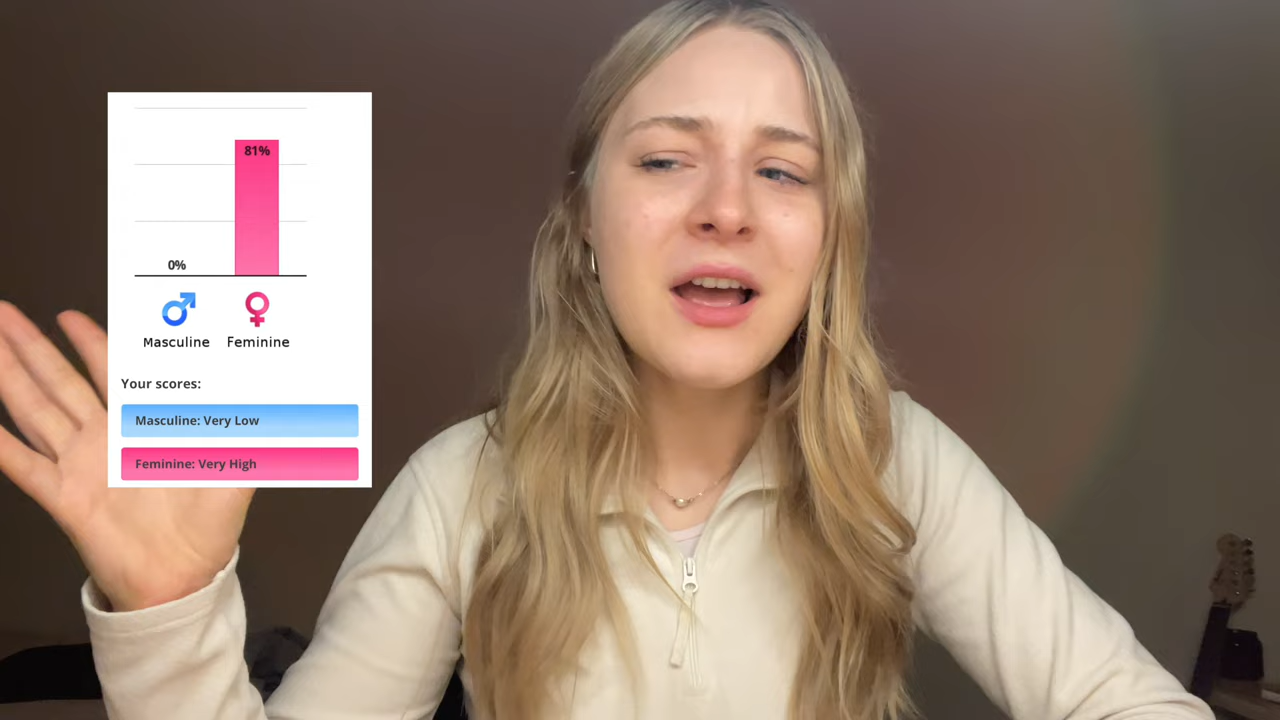 81%
0%
Masculine Feminine
Your scores:
Masculine: Very Low
Feminine: Very High